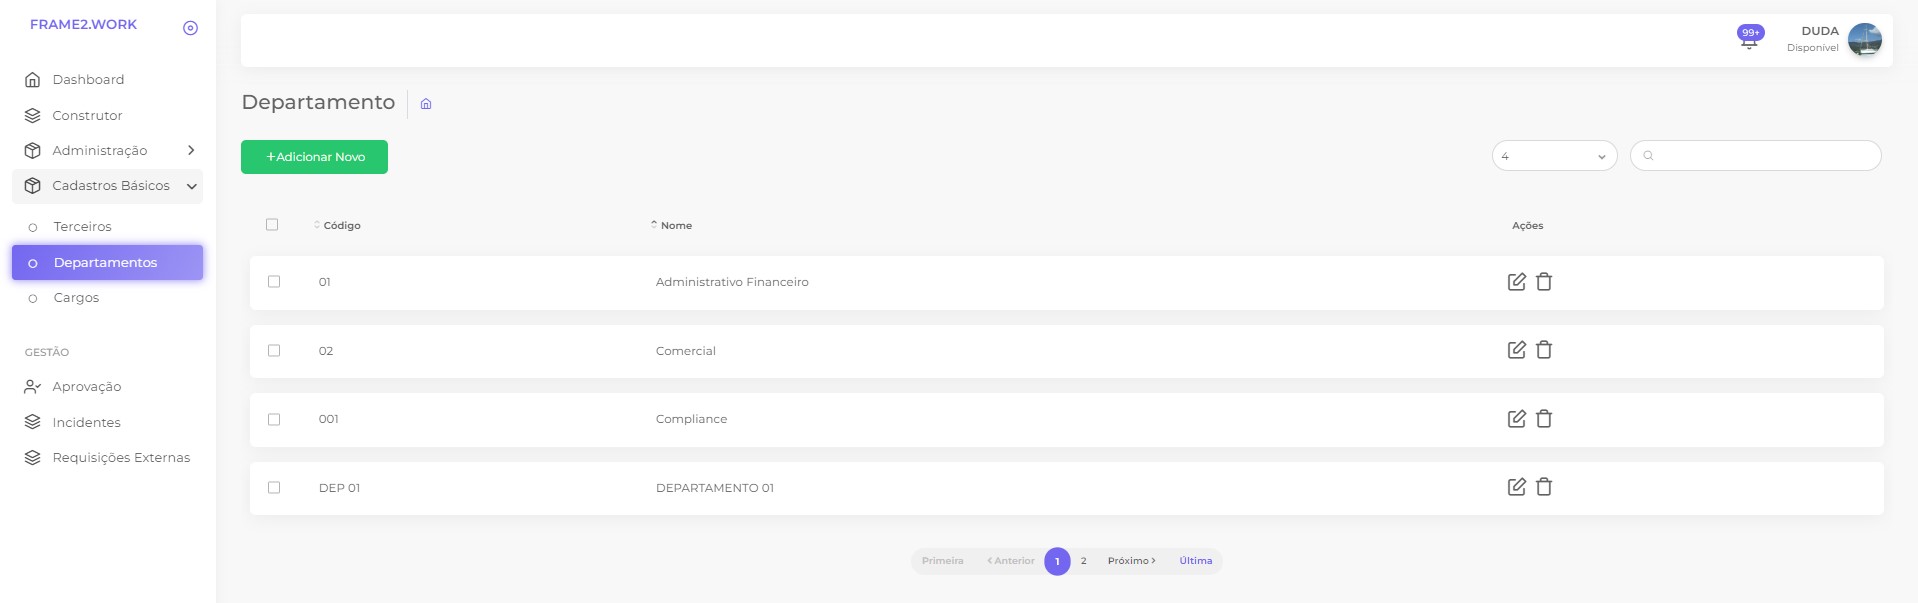 FRAME2.WORK
Dashboard
Construtor
Administração
Cadastros Básicos
Terceiros
Departamentos
Cargos
GESTÃO
Aprovação
Incidentes
Requisições Externas
99+
DUDA
Disponível
Departamento
+Adicionar Novo
4
Código Nome Ações
01 Administrativo Financeiro
02 Comercial
001 Compliance
DEP 01 DEPARTAMENTO 01
Primeira ‹ Anterior 1 2 Próximo › Última